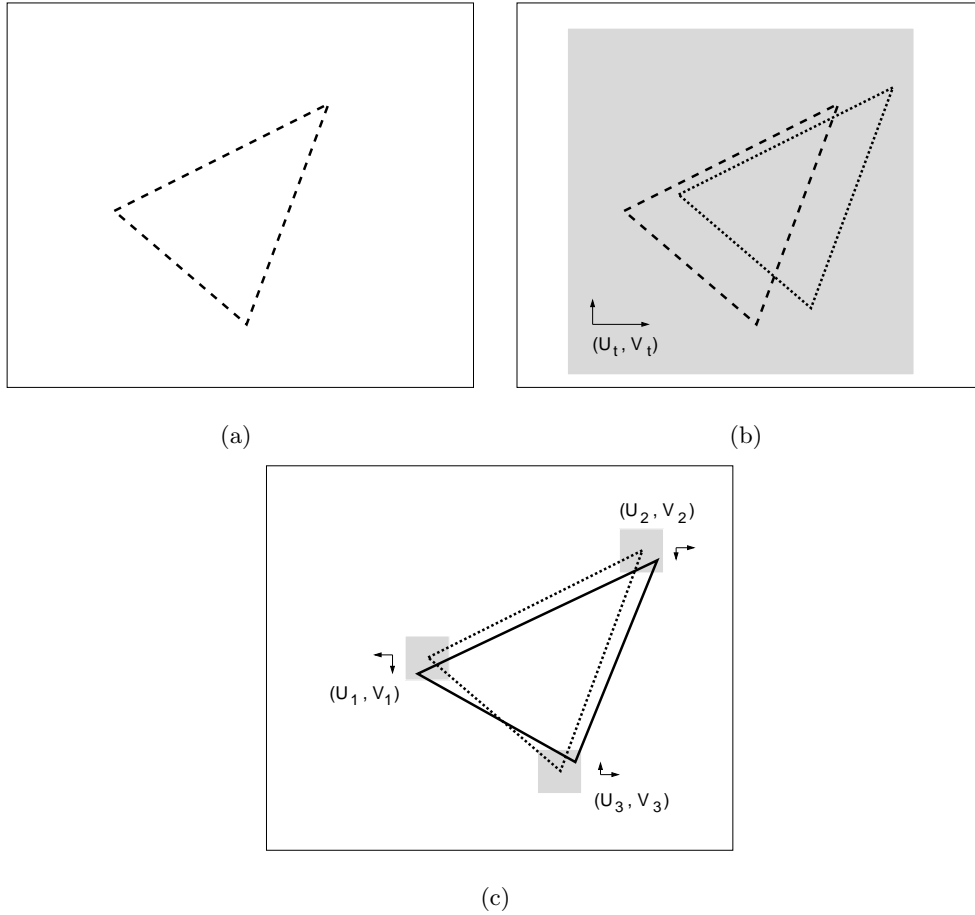 (U_t, V_t)
(a)
(b)
(U_2, V_2)
(U_1, V_1)
(U_3, V_3)
(c)